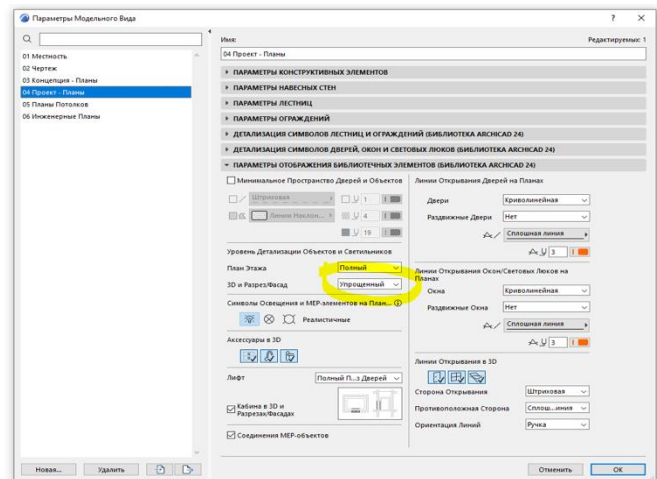 Параметры Модельного Вида
? ×
Имя:
Редактируемых: 1
04 Проект - Планы
01 Местность
02 Чертеж
03 Концепция - Планы
04 Проект - Планы
05 Планы Потолков
06 Инженерные Планы
ПАРАМЕТРЫ КОНСТРУКТИВНЫХ ЭЛЕМЕНТОВ
ПАРАМЕТРЫ НАВЕСНЫХ СТЕН
ПАРАМЕТРЫ ЛЕСТНИЦ
ПАРАМЕТРЫ ОГРАЖДЕНИЙ
ДЕТАЛИЗАЦИЯ СИМВОЛОВ ЛЕСТНИЦ И ОГРАЖДЕНИЙ (БИБЛИОТЕКА ARCHICAD 24)
ДЕТАЛИЗАЦИЯ СИМВОЛОВ ДВЕРЕЙ, ОКОН И СВЕТОВЫХ ЛЮКОВ (БИБЛИОТЕКА ARCHICAD 24)
ПАРАМЕТРЫ ОТОБРАЖЕНИЯ БИБЛИОТЕЧНЫХ ЭЛЕМЕНТОВ (БИБЛИОТЕКА ARCHICAD 24)
Минимальное Пространство Дверей и Объектов
Штриховая 1
Линии Наклон... 4
19
Уровень Детализации Объектов и Светильников
План Этажа Полный
3D и Разрез/Фасад Упрощенный
Символы Освещения и MEP-элементов на План...
Реалистичные
Аксессуары в 3D
Лифт Полный П...з Дверей
Кабина в 3D и
Разрезах/Фасадах
Соединения MEP-объектов
Линии Открывания Дверей на Планах
Двери Криволинейная
Раздвижные Двери Нет
Сплошная линия
3
Линии Открывания Окон/Световых Люков на
Планах
Окна Криволинейная
Раздвижные Окна Нет
Сплошная линия
3
Линии Открывания в 3D
Сторона Открывания Штриховая
Противоположная Сторона Сплош...иния
Ориентация Линий Ручка
Новая... Удалить
Отменить OK